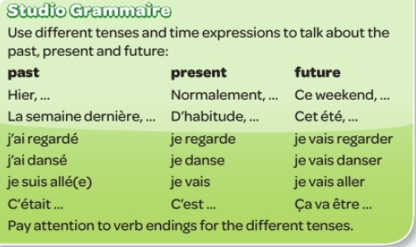 Studio Grammaire
Use different tenses and time expressions to talk about the
past, present and future:
past present future
Hier, ... Normalement, ... Ce weekend, ...
La semaine dernière, ... D'habitude, ... Cet été, ...
j'ai regardé je regarde je vais regarder
j'ai dansé je danse je vais danser
je suis allé(e) je vais je vais aller
C'était ... C'est ... Ça va être ...
Pay attention to verb endings for the different tenses.